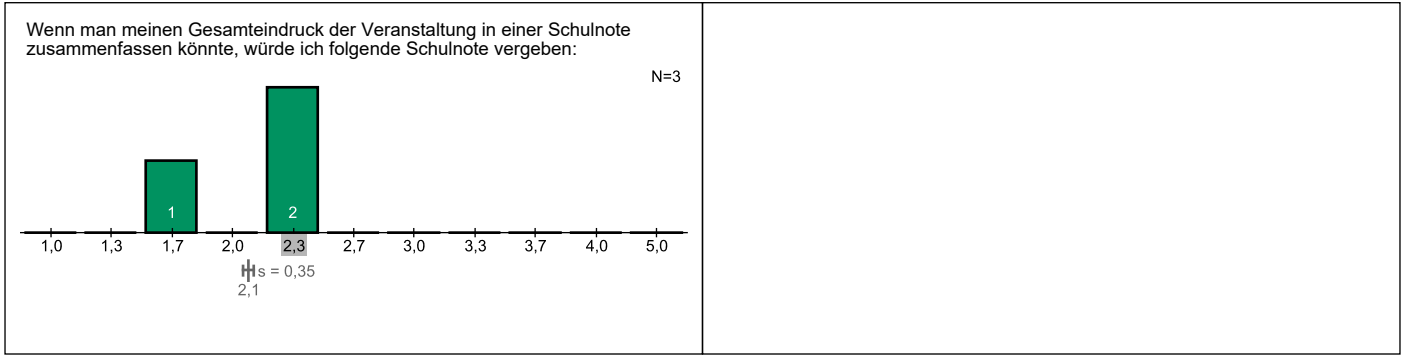 Wenn man meinen Gesamteindruck der Veranstaltung in einer Schulnote
zusammenfassen könnte, würde ich folgende Schulnote vergeben:
N=3
1 2
1,0 1,3 1,7 2,0 2,3 2,7 3,0 3,3 3,7 4,0 5,0
s = 0,35
2,1